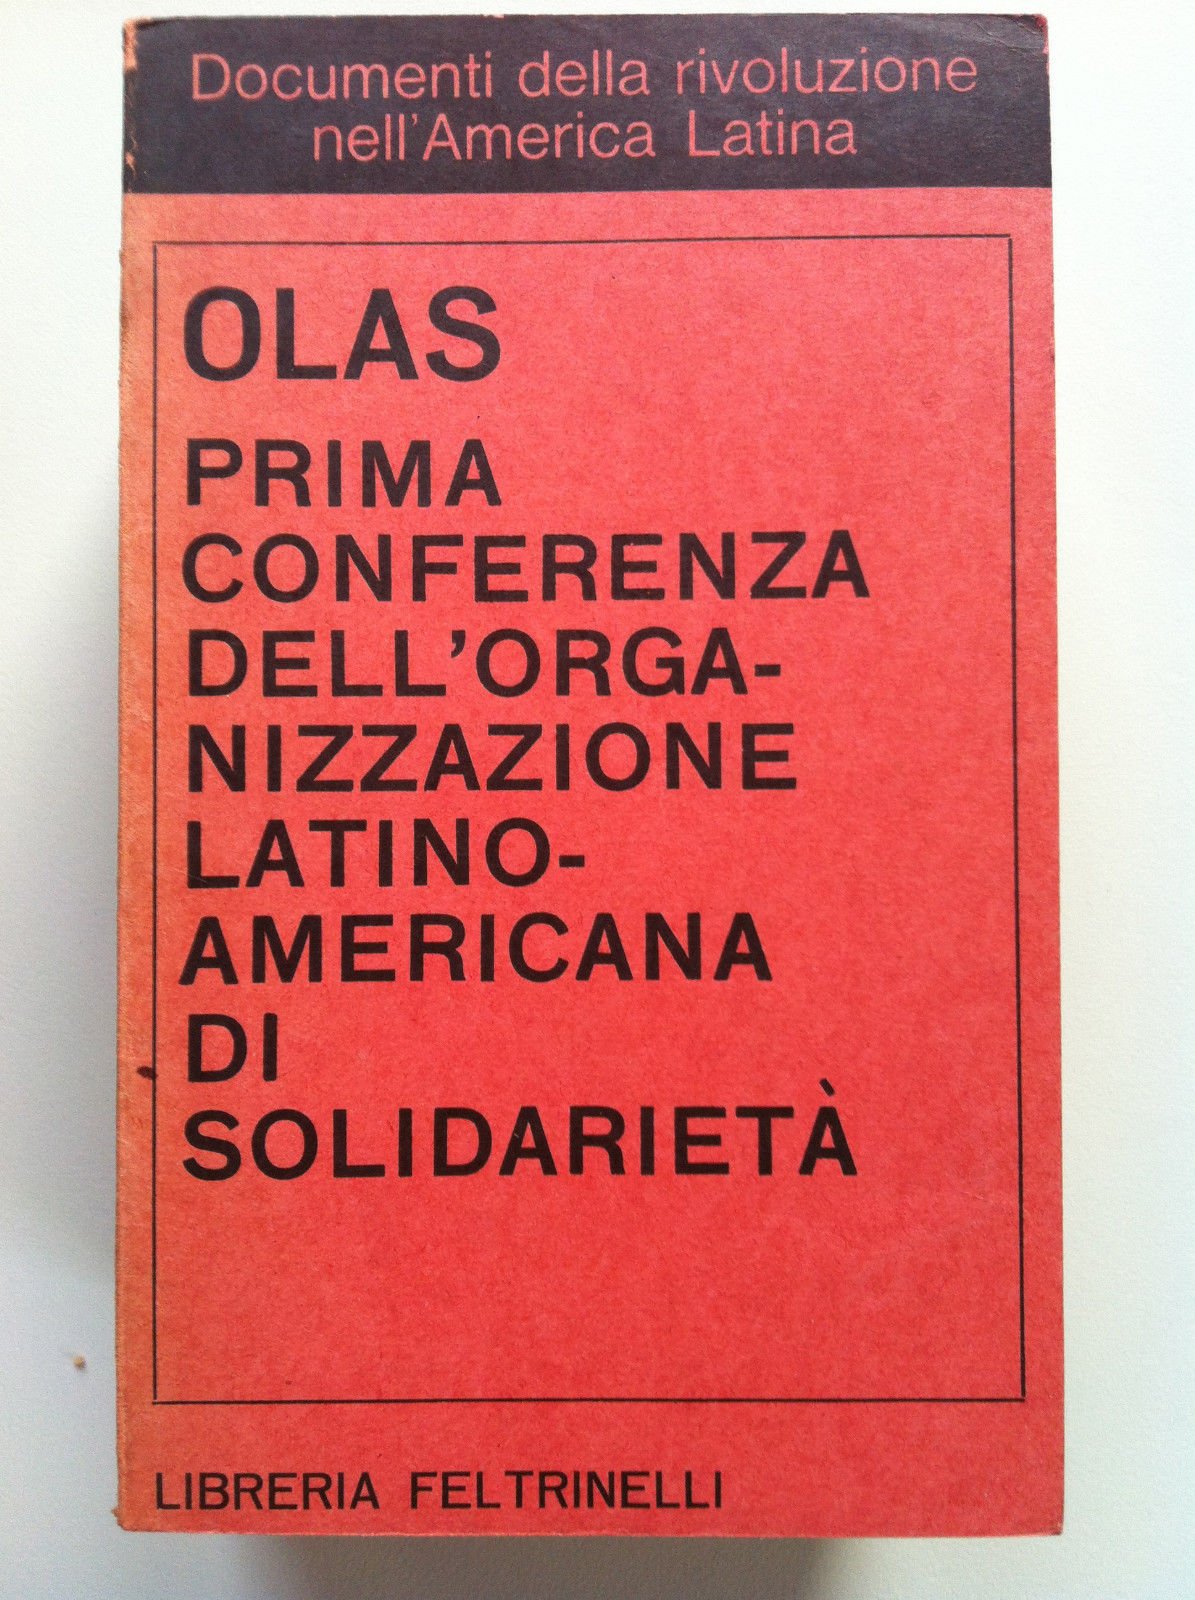 Documenti della rivoluzione
nell'America Latina
OLAS
PRIMA
CONFERENZA
DELL'ORGA-
NIZZAZIONE
LATINO-
AMERICANA
DI
SOLIDARIETÀ
LIBRERIA FELTRINELLI